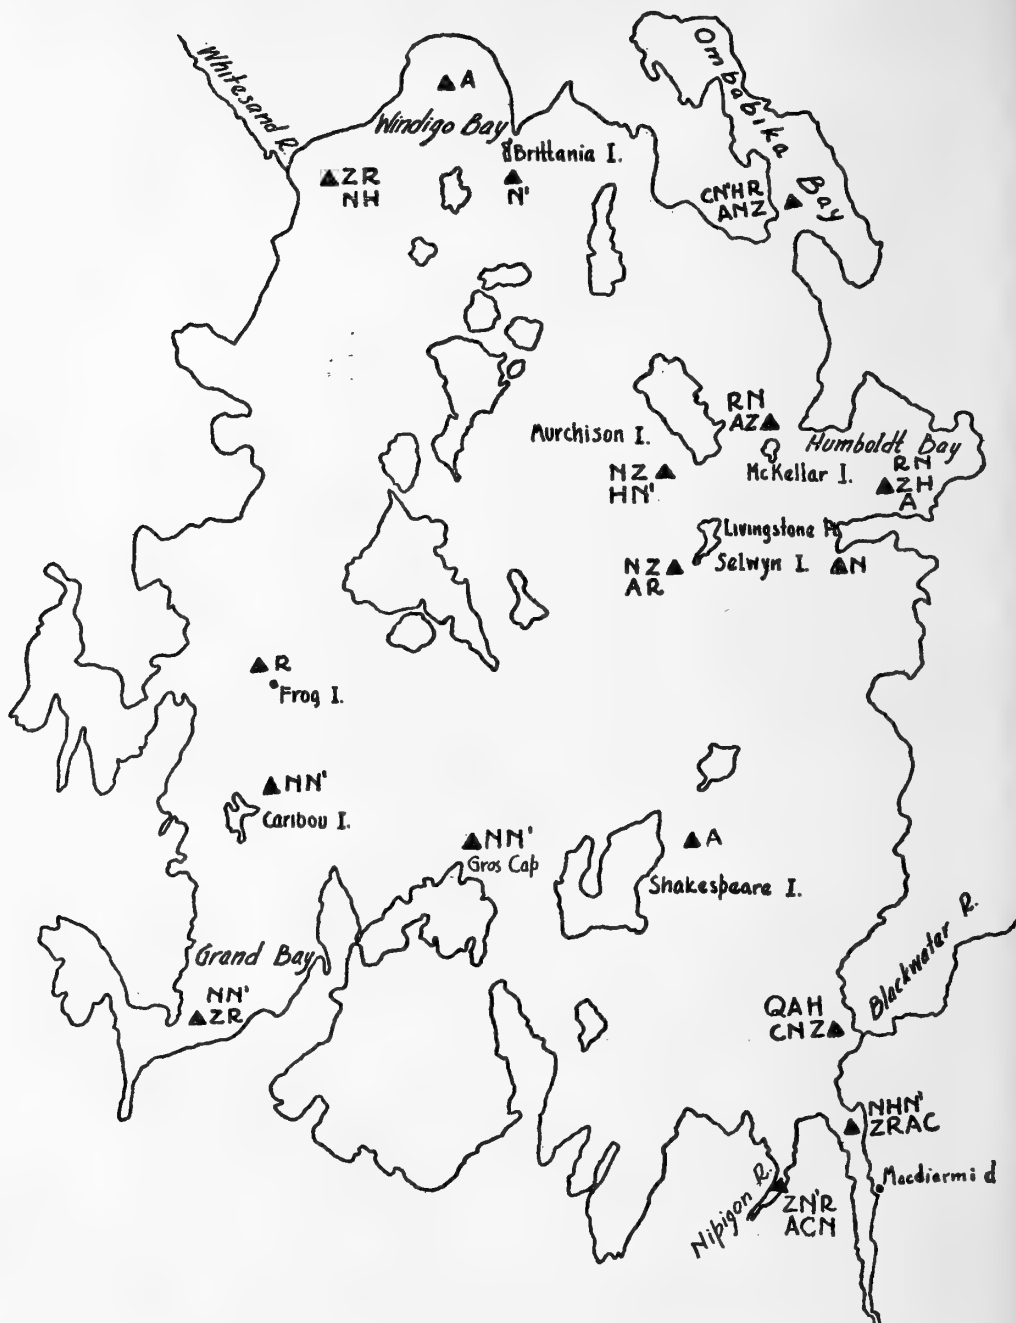 Whitesand R.
A
Windigo Bay
Brittania I.
N'
ZR
NH
Ombabika Bay
CN'HR
ANZ
Murchison I.
RN
AZ
McKellar I.
Humboldt Bay
RN
ZH
A
NZ
HN'
Livingstone Pt
Selwyn I.
N
NZ
AR
R
Frog I.
NN'
Caribou I.
NN'
Gros Cap
A
Shakespeare I.
Grand Bay
NN'
ZR
Blackwater R.
QAH
CNZ
NHN'
ZRAC
Macdiarmid
Nipigon R.
ZN'R
ACN